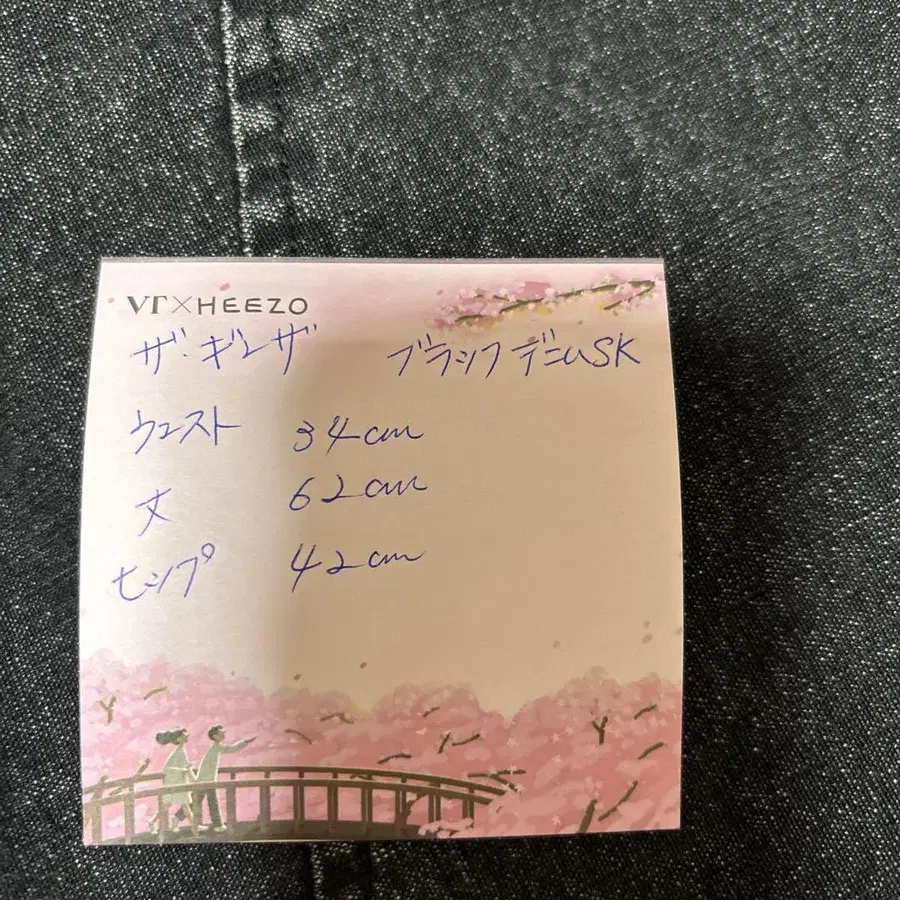 VT×HEEZO
ザ・ギンザ ブラックデニムSK
ウエスト 34cm
丈 62cm
ヒップ 42cm